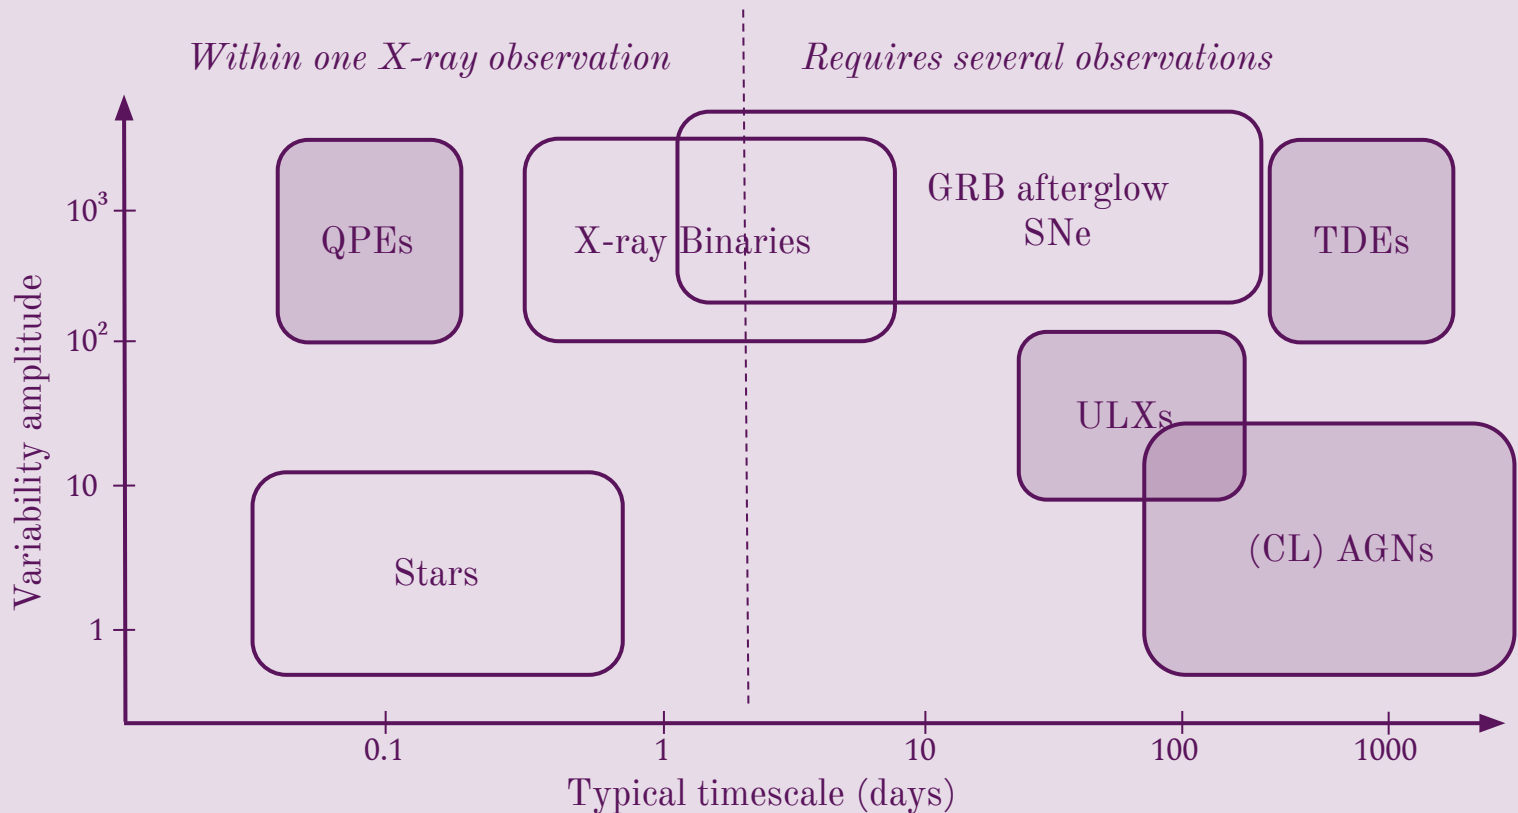 Within one X-ray observation
Requires several observations
Variability amplitude
10³
10²
10
1
QPEs
X-ray Binaries
GRB afterglow
SNe
TDEs
ULXs
(CL) AGNs
Stars
0.1
1
10
100
1000
Typical timescale (days)